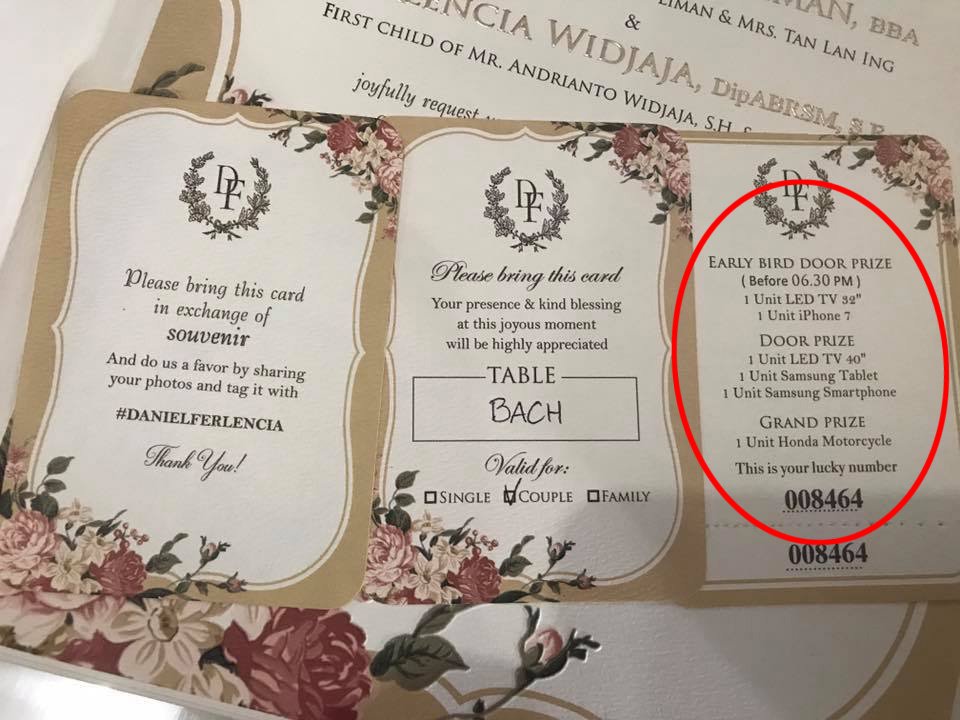 MAN, BBA
LIMAN & MRS. TAN LAN ING
&
LENCIA WIDJAJA, DipABRSM, S.E.
FIRST CHILD OF MR. ANDRIANTO WIDJAJA, S.H.
joyfully request
DF
Please bring this card
in exchange of
souvenir
And do us a favor by sharing
your photos and tag it with
#DANIELFERLENCIA
Thank You!
DF
Please bring this card
Your presence & kind blessing
at this joyous moment
will be highly appreciated
TABLE
BACH
Valid for:
SINGLE COUPLE FAMILY
DF
EARLY BIRD DOOR PRIZE
( Before 06.30 PM )
1 Unit LED TV 32"
1 Unit iPhone 7
DOOR PRIZE
1 Unit LED TV 40"
1 Unit Samsung Tablet
1 Unit Samsung Smartphone
GRAND PRIZE
1 Unit Honda Motorcycle
This is your lucky number
008464
008464